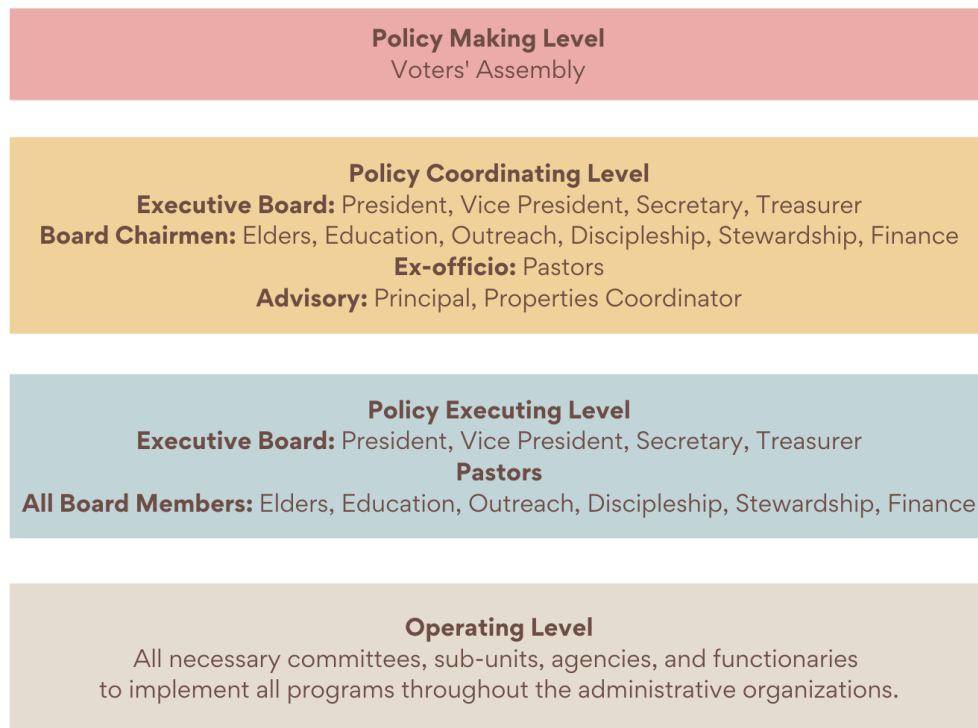 Policy Making Level
Voters' Assembly
Policy Coordinating Level
Executive Board: President, Vice President, Secretary, Treasurer
Board Chairmen: Elders, Education, Outreach, Discipleship, Stewardship, Finance
Ex-officio: Pastors
Advisory: Principal, Properties Coordinator
Policy Executing Level
Executive Board: President, Vice President, Secretary, Treasurer
Pastors
All Board Members: Elders, Education, Outreach, Discipleship, Stewardship, Finance
Operating Level
All necessary committees, sub-units, agencies, and functionaries
to implement all programs throughout the administrative organizations.